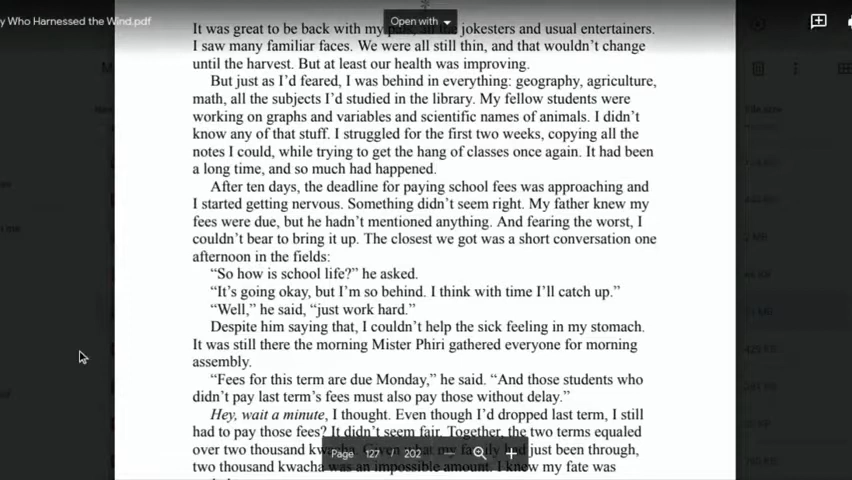 y Who Harnessed the Wind.pdf
Open with
It was great to be back with my all the jokesters and usual entertainers.
I saw many familiar faces. We were all still thin, and that wouldn't change
until the harvest. But at least our health was improving.
But just as I'd feared, I was behind in everything: geography, agriculture,
math, all the subjects I'd studied in the library. My fellow students were
working on graphs and variables and scientific names of animals. I didn't
know any of that stuff. I struggled for the first two weeks, copying all the
notes I could, while trying to get the hang of classes once again. It had been
a long time, and so much had happened.
After ten days, the deadline for paying school fees was approaching and
I started getting nervous. Something didn't seem right. My father knew my
fees were due, but he hadn't mentioned anything. And fearing the worst, I
couldn't bear to bring it up. The closest we got was a short conversation one
afternoon in the fields:
“So how is school life?” he asked.
“It's going okay, but I'm so behind. I think with time I'll catch up.”
“Well,” he said, “just work hard.”
Despite him saying that, I couldn't help the sick feeling in my stomach.
It was still there the morning Mister Phiri gathered everyone for morning
assembly.
“Fees for this term are due Monday,” he said. “And those students who
didn't pay last term's fees must also pay those without delay.”
Hey, wait a minute, I thought. Even though I'd dropped last term, I still
had to pay those fees? It didn't seem fair. Together, the two terms equaled
over two thousand kwacha. Given what my family had just been through,
two thousand kwacha was an impossible amount. I knew my fate was
Page 127 / 202